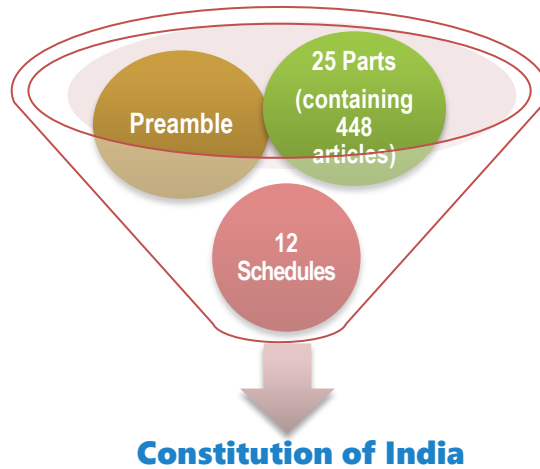 Preamble
25 Parts
(containing
448
articles)
12
Schedules
Constitution of India